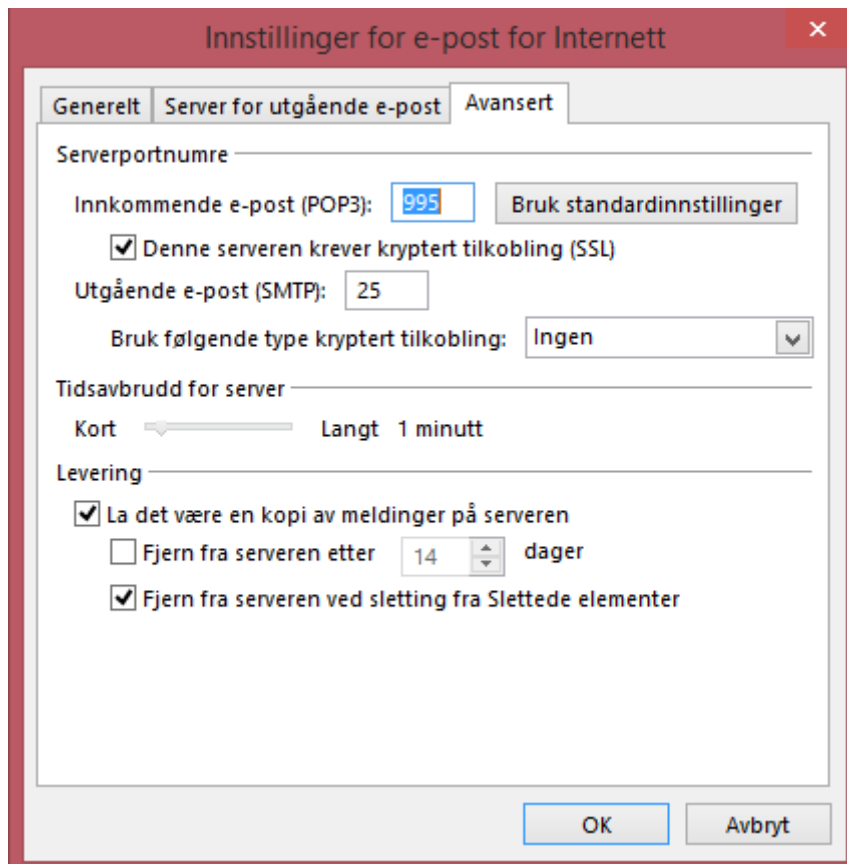 Innstillinger for e-post for Internett
Generelt Server for utgående e-post Avansert
Serverportnumre
Innkommende e-post (POP3): 995 Bruk standardinnstillinger
Denne serveren krever kryptert tilkobling (SSL)
Utgående e-post (SMTP): 25
Bruk følgende type kryptert tilkobling: Ingen
Tidsavbrudd for server
Kort Langt 1 minutt
Levering
La det være en kopi av meldinger på serveren
Fjern fra serveren etter 14 dager
Fjern fra serveren ved sletting fra Slettede elementer
OK Avbryt